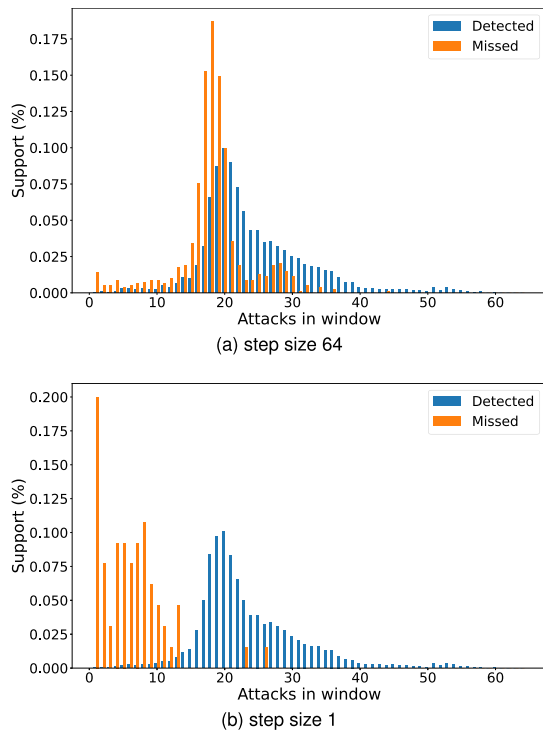 Detected
Missed
0.175
0.150
0.125
0.100
0.075
0.050
0.025
0.000
Support (%)
0 10 20 30 40 50 60
Attacks in window
(a) step size 64
Detected
Missed
0.200
0.175
0.150
0.125
0.100
0.075
0.050
0.025
0.000
Support (%)
0 10 20 30 40 50 60
Attacks in window
(b) step size 1